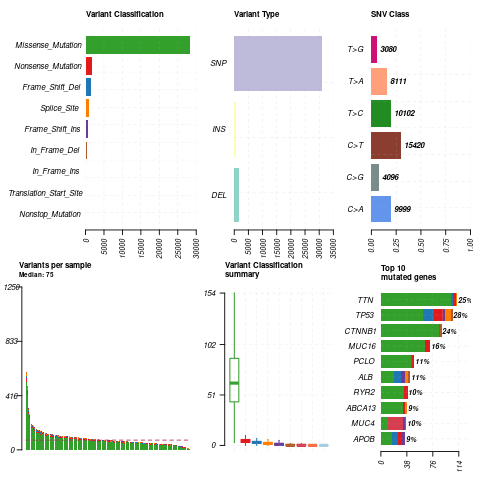 Variant Classification
Missense_Mutation
Nonsense_Mutation
Frame_Shift_Del
Splice_Site
Frame_Shift_Ins
In_Frame_Del
In_Frame_Ins
Translation_Start_Site
Nonstop_Mutation
0
5000
10000
15000
20000
25000
30000
Variant Type
SNP
INS
DEL
0
5000
10000
15000
20000
25000
30000
35000
SNV Class
T>G 3080
T>A 8111
T>C 10102
C>T 15420
C>G 4096
C>A 9999
0.00
0.25
0.50
0.75
1.00
Variants per sample
Median: 75
1250
833
416
0
Variant Classification
summary
154
102
51
0
Top 10
mutated genes
TTN 25%
TP53 28%
CTNNB1 24%
MUC16 16%
PCLO 11%
ALB 11%
RYR2 10%
ABCA13 9%
MUC4 10%
APOB 9%
0
38
76
114